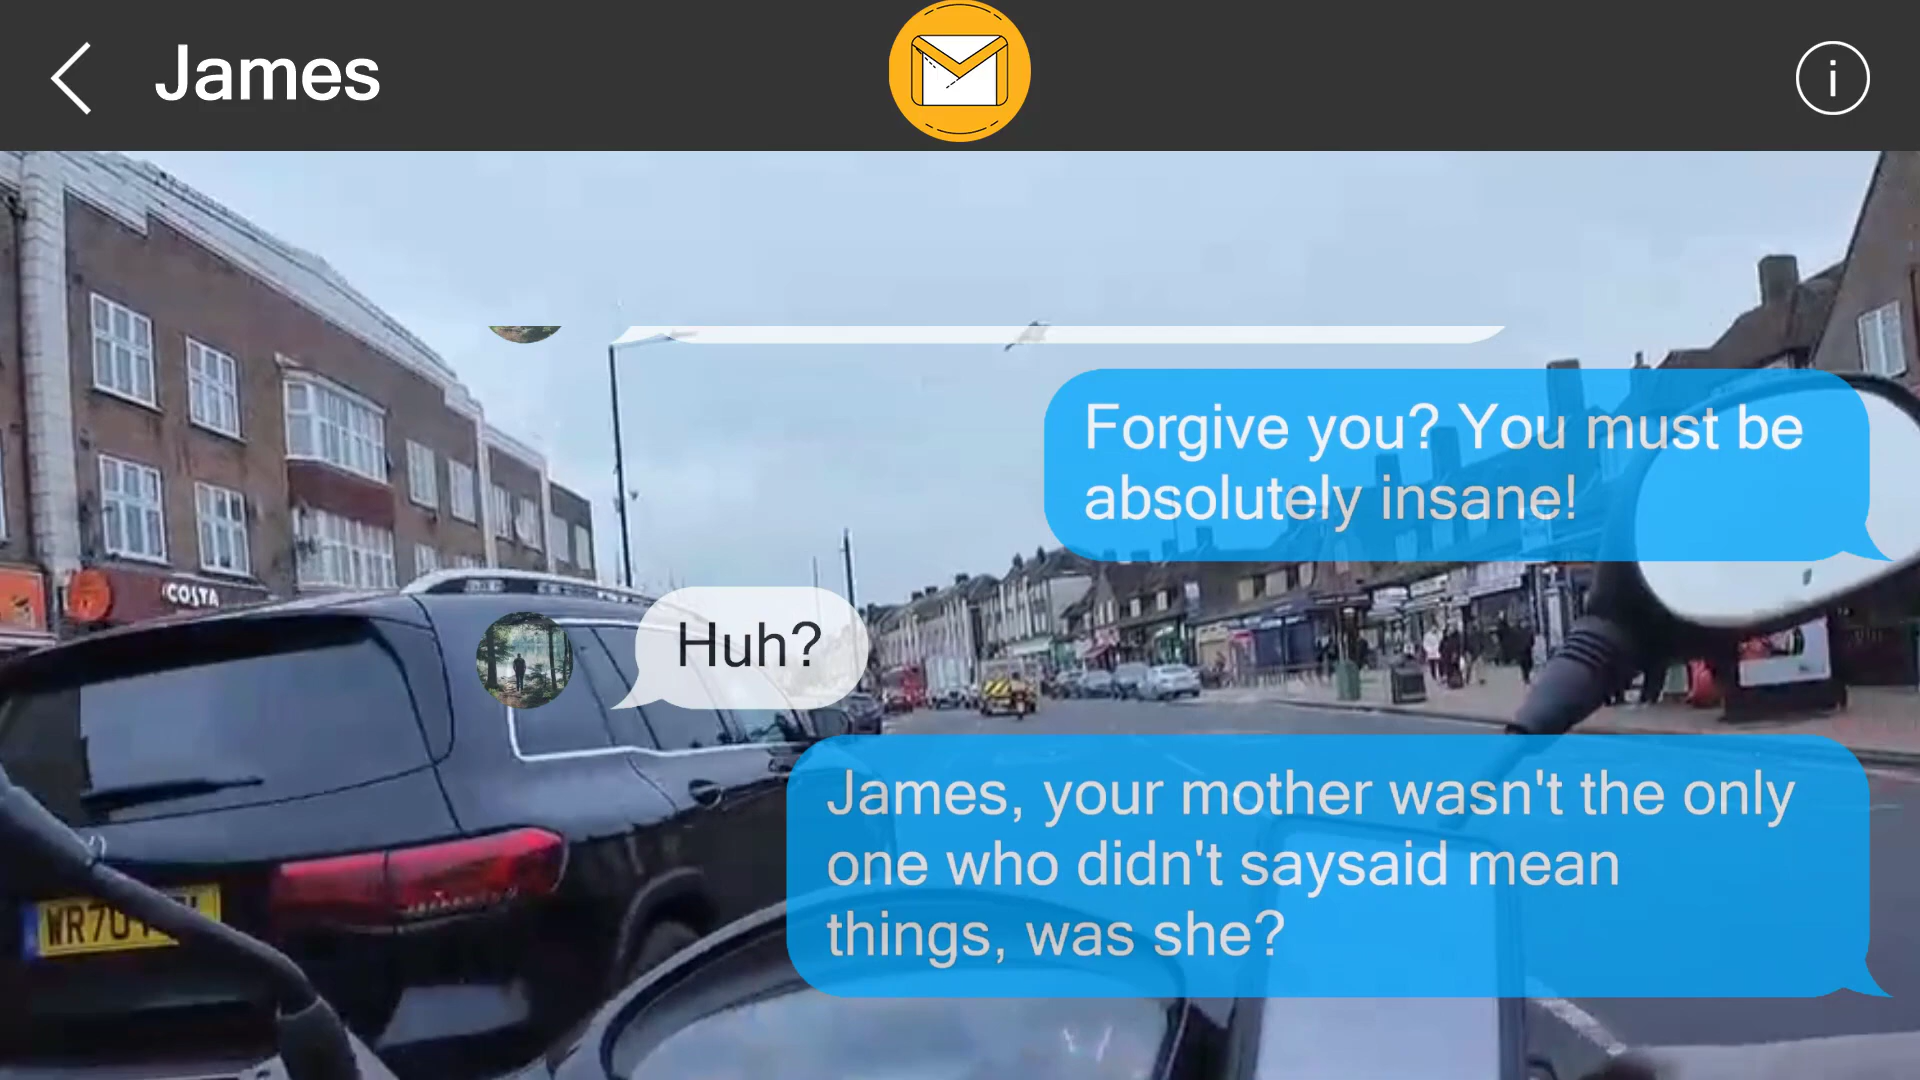 James
Forgive you? You must be
absolutely insane!
COSTA
Huh?
James, your mother wasn't the only
one who didn't saysaid mean
things, was she?
WR70